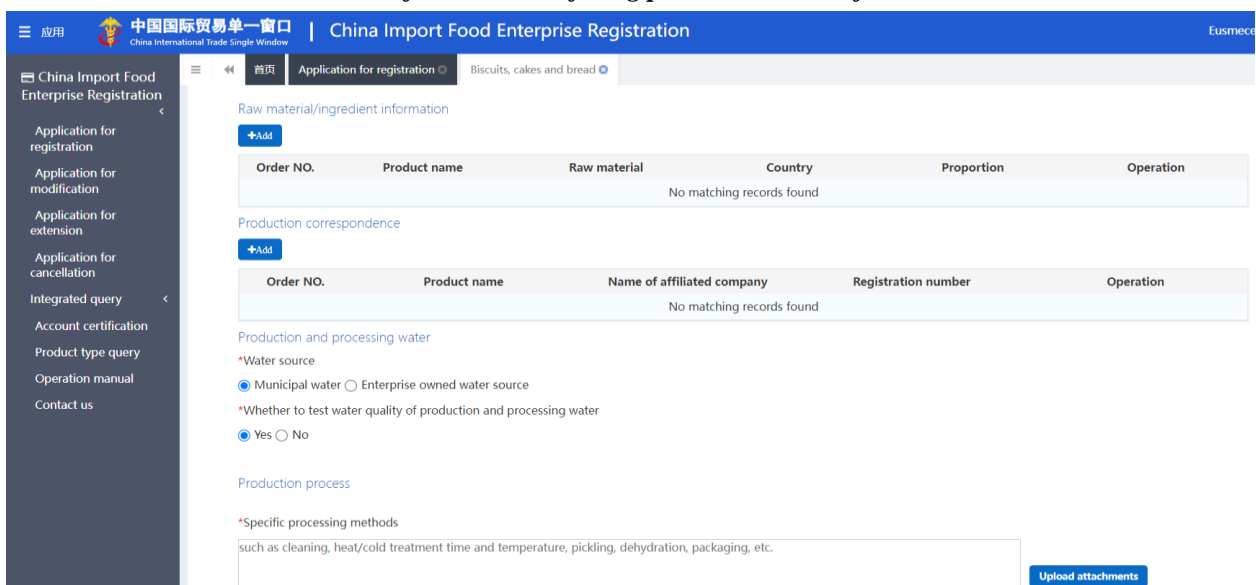 应用
中国国际贸易单一窗口
China International Trade Single Window
China Import Food Enterprise Registration
Eusmece
China Import Food
Enterprise Registration
Application for
registration
Application for
modification
Application for
extension
Application for
cancellation
Integrated query
Account certification
Product type query
Operation manual
Contact us
首页
Application for registration
Biscuits, cakes and bread
Raw material/ingredient information
+Add
Order NO. Product name Raw material Country Proportion Operation
No matching records found
Production correspondence
+Add
Order NO. Product name Name of affiliated company Registration number Operation
No matching records found
Production and processing water
*Water source
Municipal water Enterprise owned water source
*Whether to test water quality of production and processing water
Yes No
Production process
*Specific processing methods
such as cleaning, heat/cold treatment time and temperature, pickling, dehydration, packaging, etc.
Upload attachments